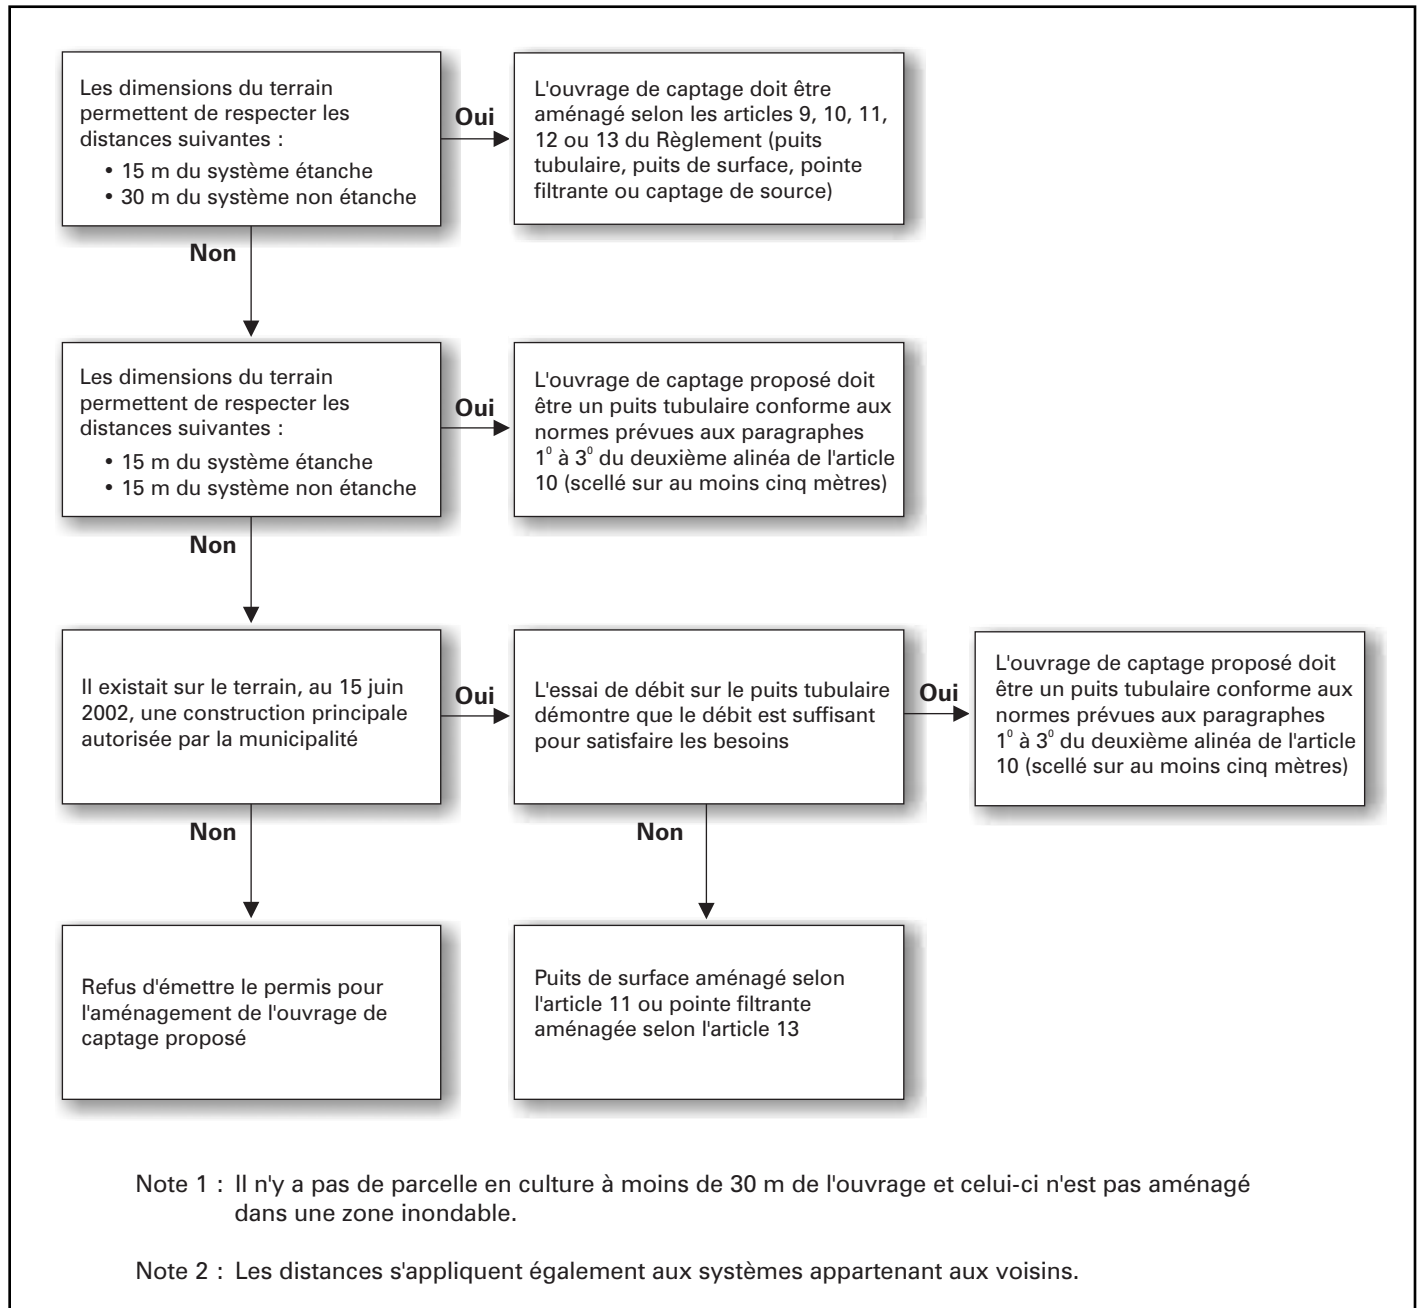 Les dimensions du terrain
permettent de respecter les
distances suivantes :
• 15 m du système étanche
• 30 m du système non étanche
Oui
L'ouvrage de captage doit être
aménagé selon les articles 9, 10, 11,
12 ou 13 du Règlement (puits
tubulaire, puits de surface, pointe
filtrante ou captage de source)
Non
Les dimensions du terrain
permettent de respecter les
distances suivantes :
• 15 m du système étanche
• 15 m du système non étanche
Oui
L'ouvrage de captage proposé doit
être un puits tubulaire conforme aux
normes prévues aux paragraphes
1⁰ à 3⁰ du deuxième alinéa de l'article
10 (scellé sur au moins cinq mètres)
Non
Il existait sur le terrain, au 15 juin
2002, une construction principale
autorisée par la municipalité
Oui
L'essai de débit sur le puits tubulaire
démontre que le débit est suffisant
pour satisfaire les besoins
Oui
L'ouvrage de captage proposé doit
être un puits tubulaire conforme aux
normes prévues aux paragraphes
1⁰ à 3⁰ du deuxième alinéa de l'article
10 (scellé sur au moins cinq mètres)
Non
Non
Refus d'émettre le permis pour
l'aménagement de l'ouvrage de
captage proposé
Puits de surface aménagé selon
l'article 11 ou pointe filtrante
aménagée selon l'article 13
Note 1 : Il n'y a pas de parcelle en culture à moins de 30 m de l'ouvrage et celui-ci n'est pas aménagé
dans une zone inondable.
Note 2 : Les distances s'appliquent également aux systèmes appartenant aux voisins.